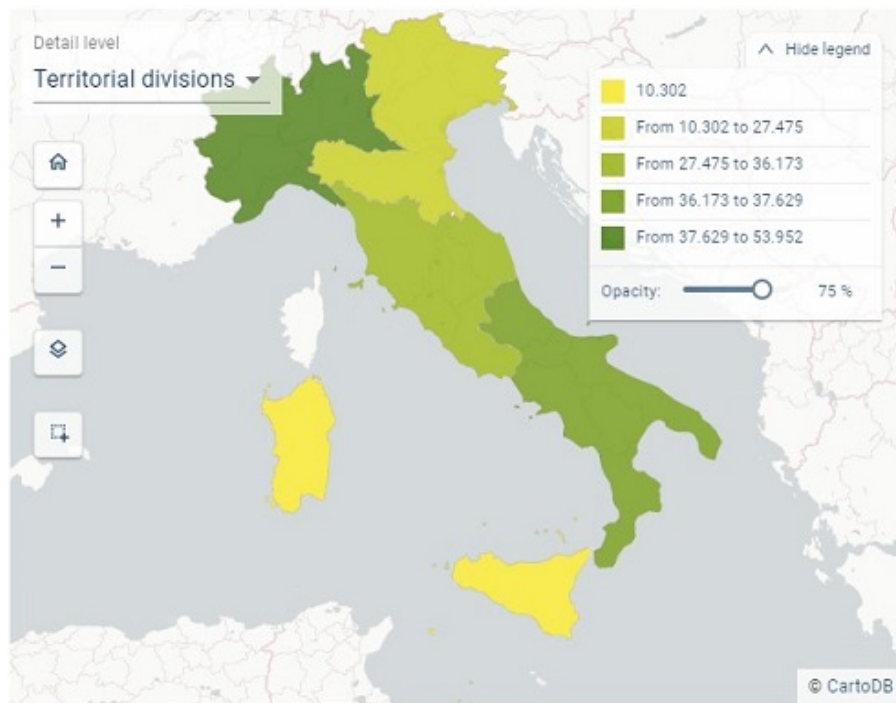 Detail level
Territorial divisions
Hide legend
10.302
From 10.302 to 27.475
From 27.475 to 36.173
From 36.173 to 37.629
From 37.629 to 53.952
Opacity: 75 %
+
−
© CartoDB